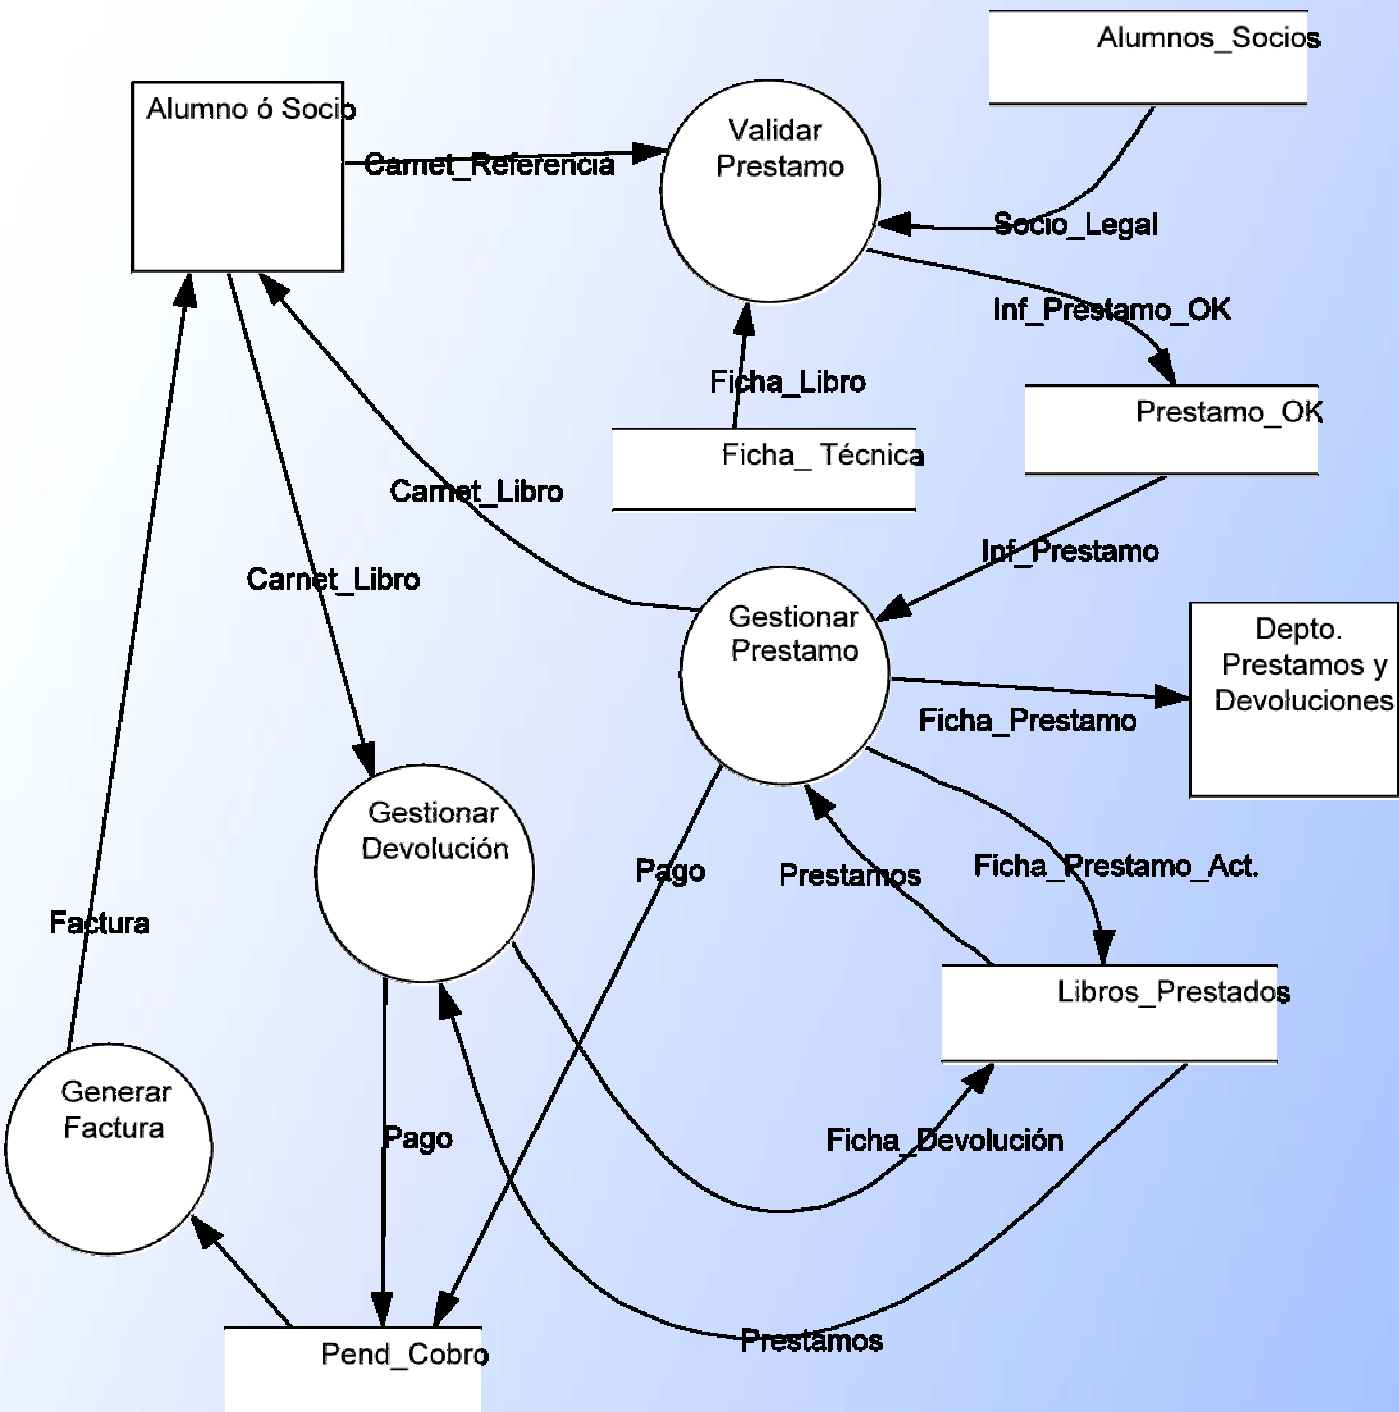 Alumnos_Socios
Alumno ó Socio
Validar
Prestamo
Carnet_Referencia
Socio_Legal
Inf_Prestamo_OK
Ficha_Libro
Prestamo_OK
Ficha_ Técnica
Carnet_Libro
Inf_Prestamo
Carnet_Libro
Gestionar
Prestamo
Depto.
Prestamos y
Devoluciones
Ficha_Prestamo
Gestionar
Devolución
Pago
Prestamos
Ficha_Prestamo_Act.
Factura
Libros_Prestados
Generar
Factura
Pago
Ficha_Devolución
Prestamos
Pend_Cobro